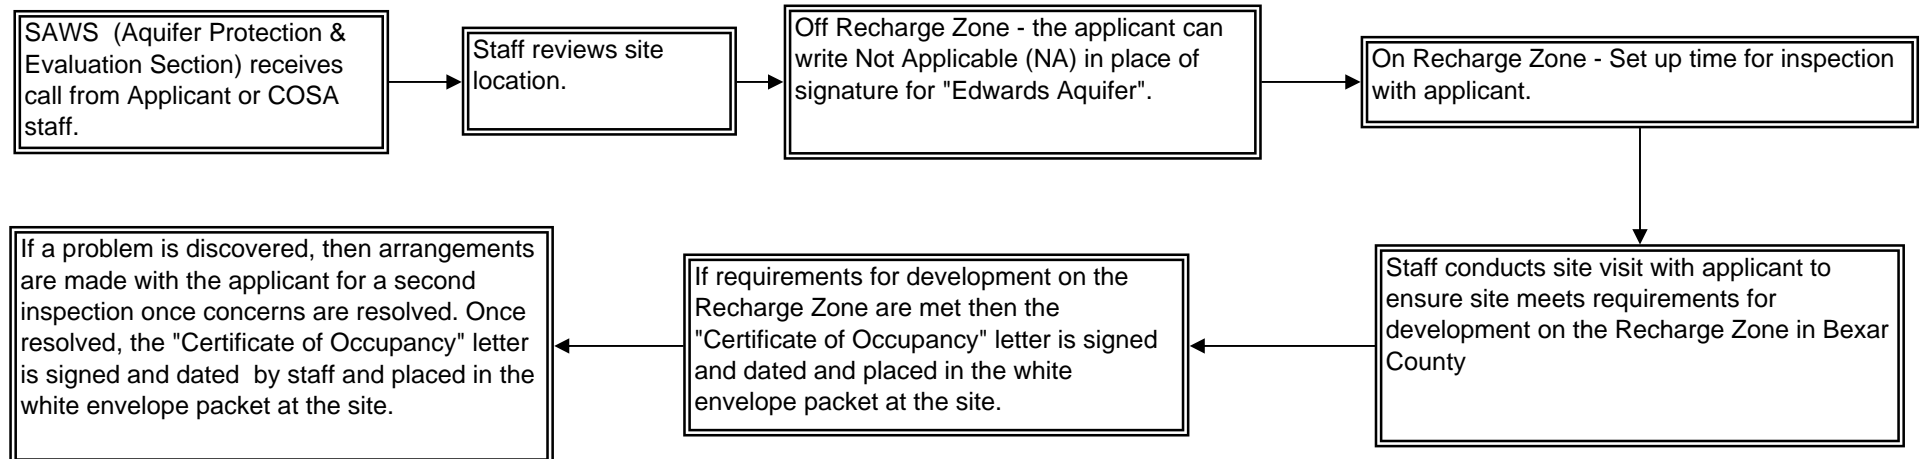 SAWS  (Aquifer Protection &
Evaluation Section) receives
call from Applicant or COSA
staff.
Staff reviews site
location.
Off Recharge Zone - the applicant can
write Not Applicable (NA) in place of
signature for "Edwards Aquifer".
On Recharge Zone - Set up time for inspection
with applicant.
Staff conducts site visit with applicant to
ensure site meets requirements for
development on the Recharge Zone in Bexar
County
If requirements for development on the
Recharge Zone are met then the
"Certificate of Occupancy" letter is signed
and dated and placed in the white
envelope packet at the site.
If a problem is discovered, then arrangements
are made with the applicant for a second
inspection once concerns are resolved. Once
resolved, the "Certificate of Occupancy" letter
is signed and dated  by staff and placed in the
white envelope packet at the site.